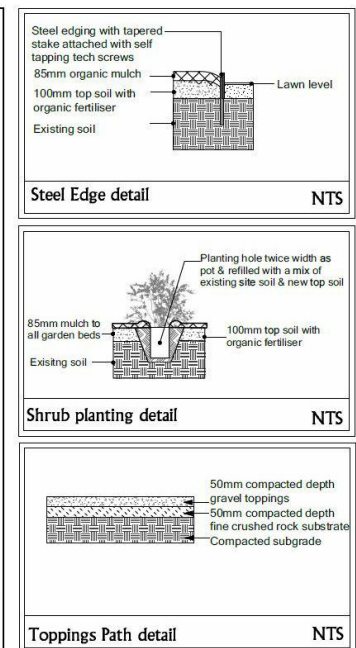 Steel edging with tapered
stake attached with self
tapping tech screws
85mm organic mulch
100mm top soil with
organic fertiliser
Existing soil
Lawn level
Steel Edge detail
NTS
Planting hole twice width as
pot & refilled with a mix of
existing site soil & new top soil
85mm mulch to
all garden beds
Exisitng soil
100mm top soil with
organic fertiliser
Shrub planting detail
NTS
50mm compacted depth
gravel toppings
50mm compacted depth
fine crushed rock substrate
Compacted subgrade
Toppings Path detail
NTS